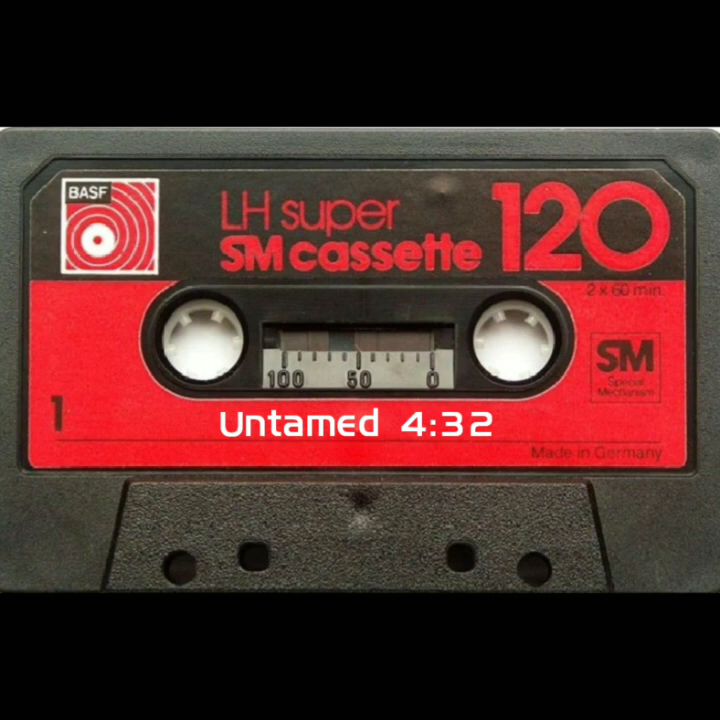 BASF
LH super
SM cassette
120
2 x 60 min.
100 50 0
SM
Special
Mechanism
1
Untamed 4:32
Made in Germany